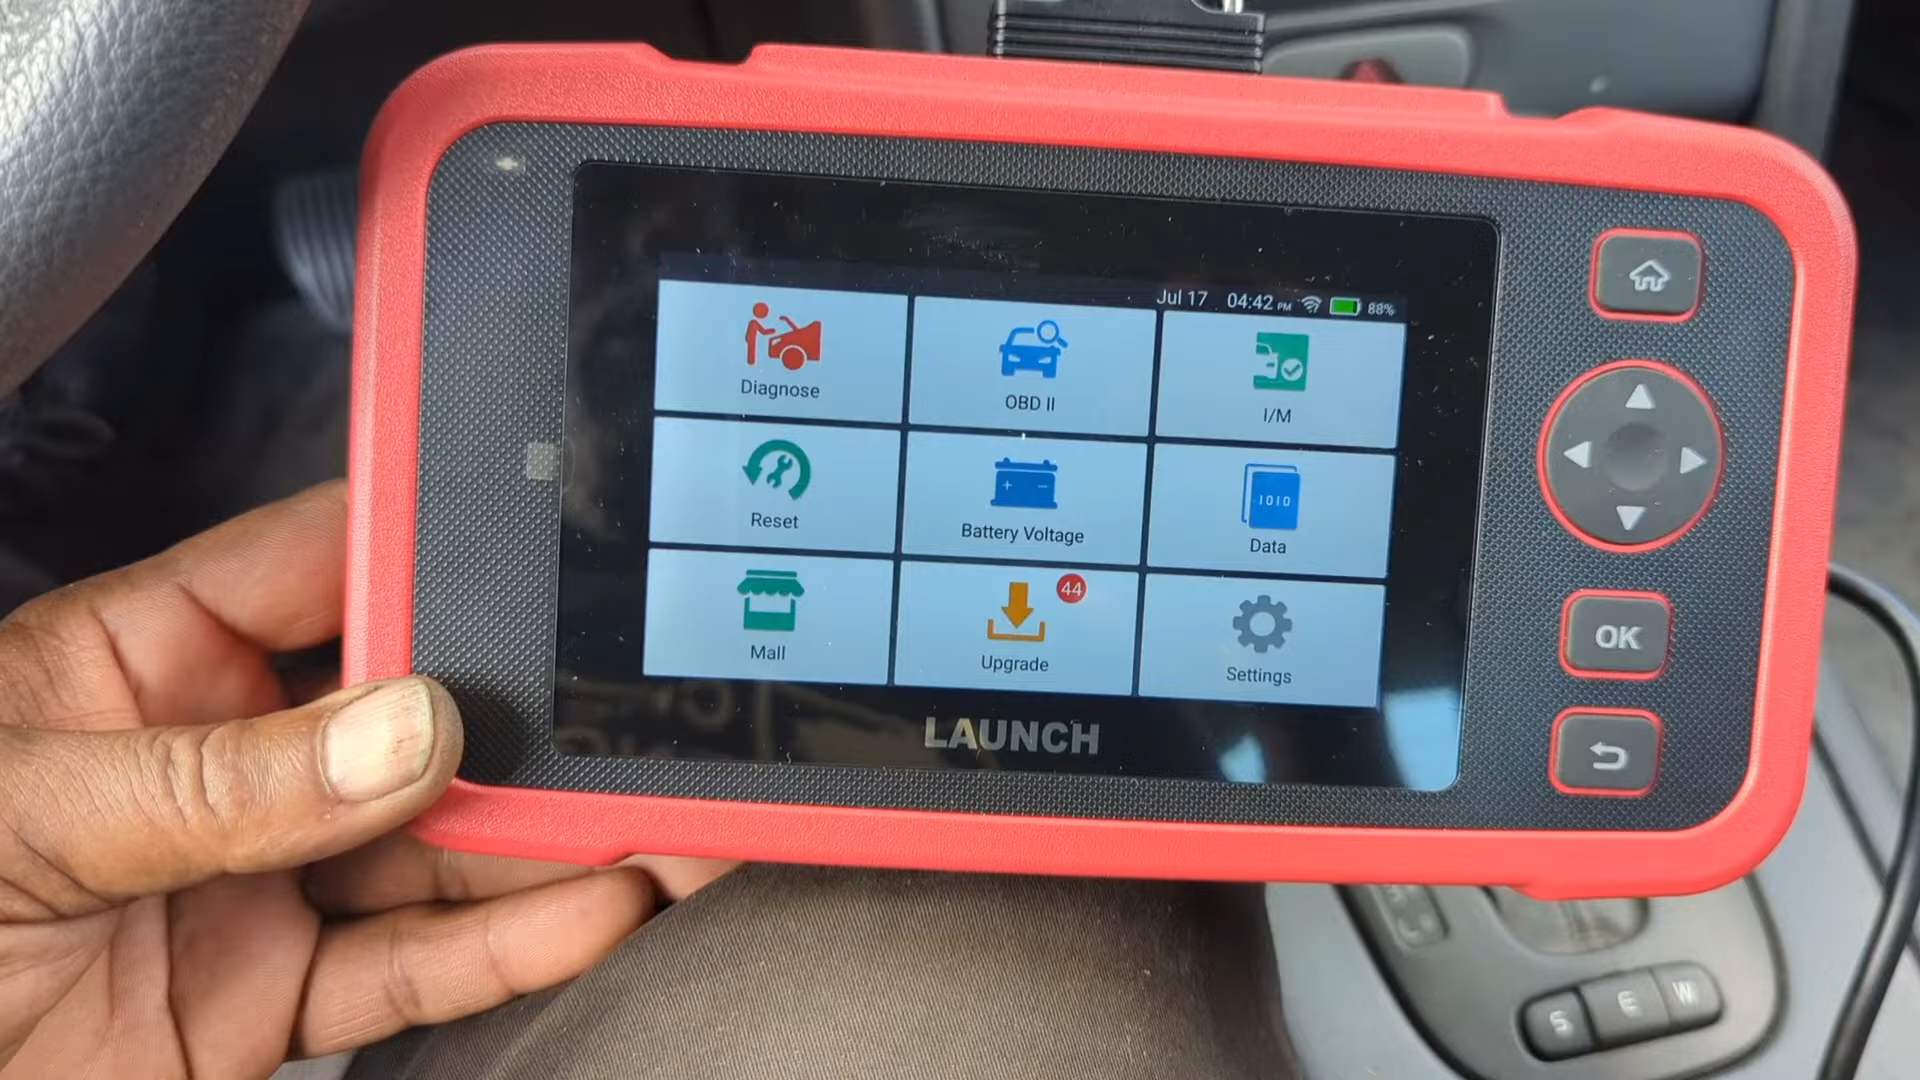 Jul 17 04:42 PM 88%
Diagnose
OBD II
I/M
Reset
Battery Voltage
1010
Data
Mall
44
Upgrade
Settings
LAUNCH
OK
S E W